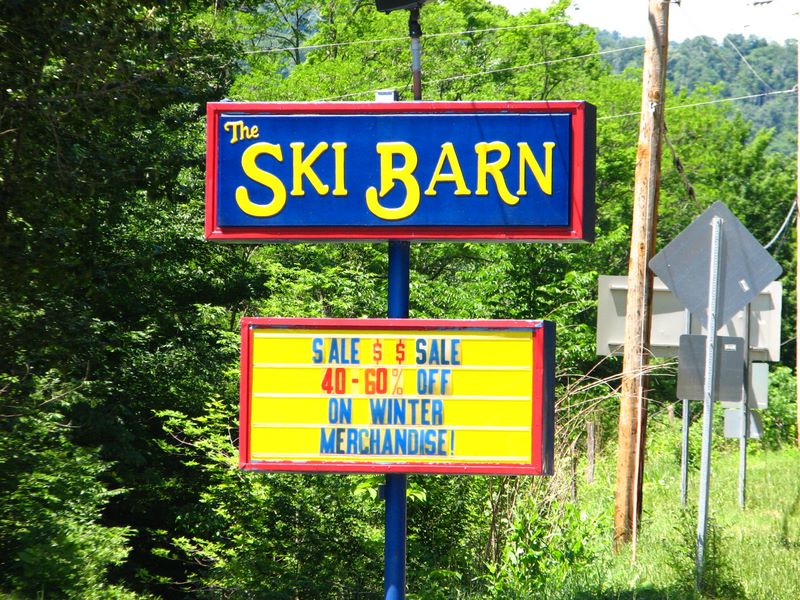 The
SKI BARN
SALE $ $ SALE
40-60% OFF
ON WINTER
MERCHANDISE!